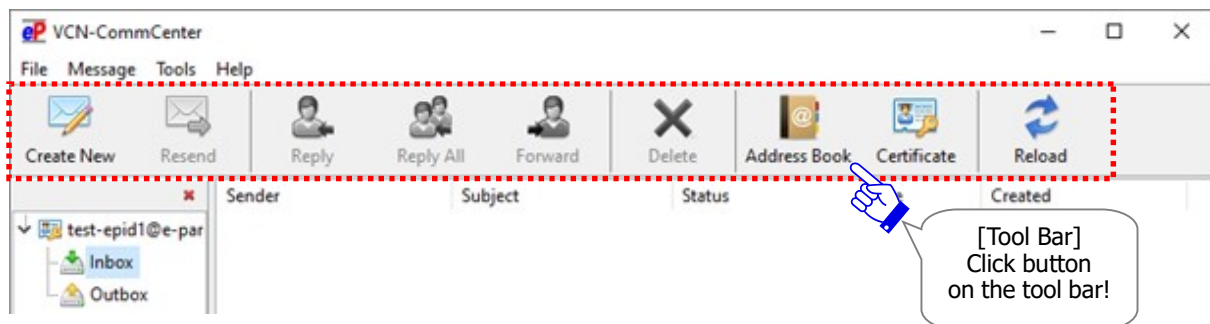 eP VCN-CommCenter
File Message Tools Help
Create New Resend Reply Reply All Forward Delete Address Book Certificate Reload
Sender Subject Status Created
test-epid1@e-par
Inbox
Outbox
[Tool Bar]
Click button
on the tool bar!